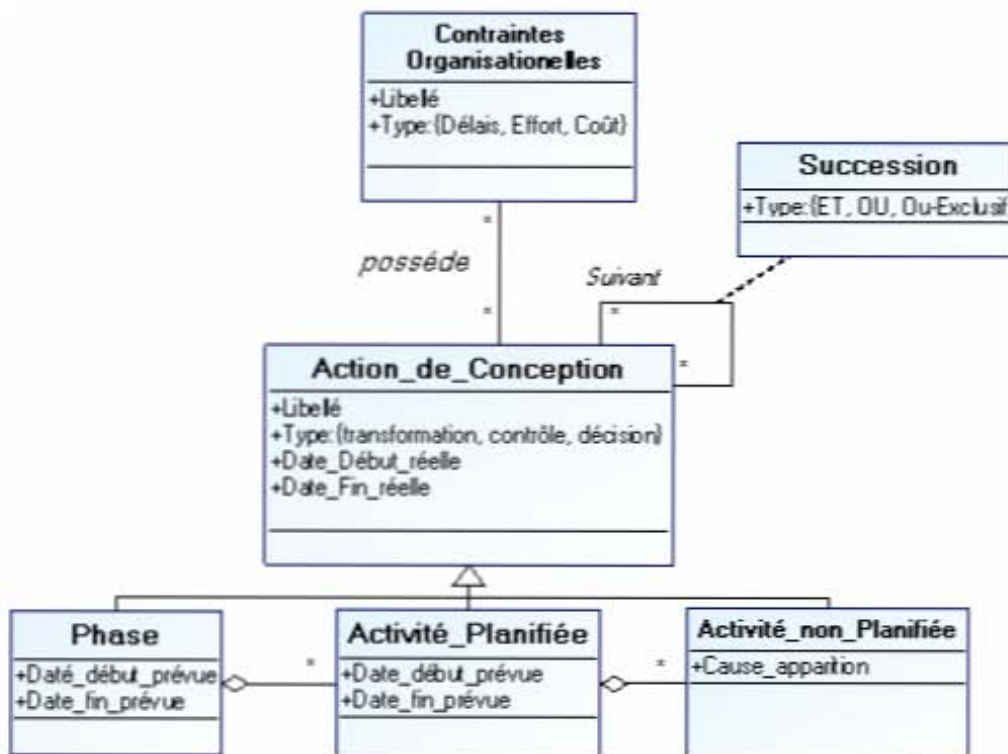 Contraintes
Organisationelles
+Libellé
+Type:{Délais, Effort, Coût}
Succession
+Type:{ET, OU, Ou-Exclusif
*
posséde
*
Suivant
*
*
Action_de_Conception
+Libellé
+Type:{transformation, contrôle, décision}
+Date_Début_réelle
+Date_Fin_réelle
Phase
+Daté_début_prévue
+Date_fin_prévue
*
Activité_Planifiée
+Date_début_prévue
+Date_fin_prévue
*
Activité_non_Planifiée
+Cause_apparition